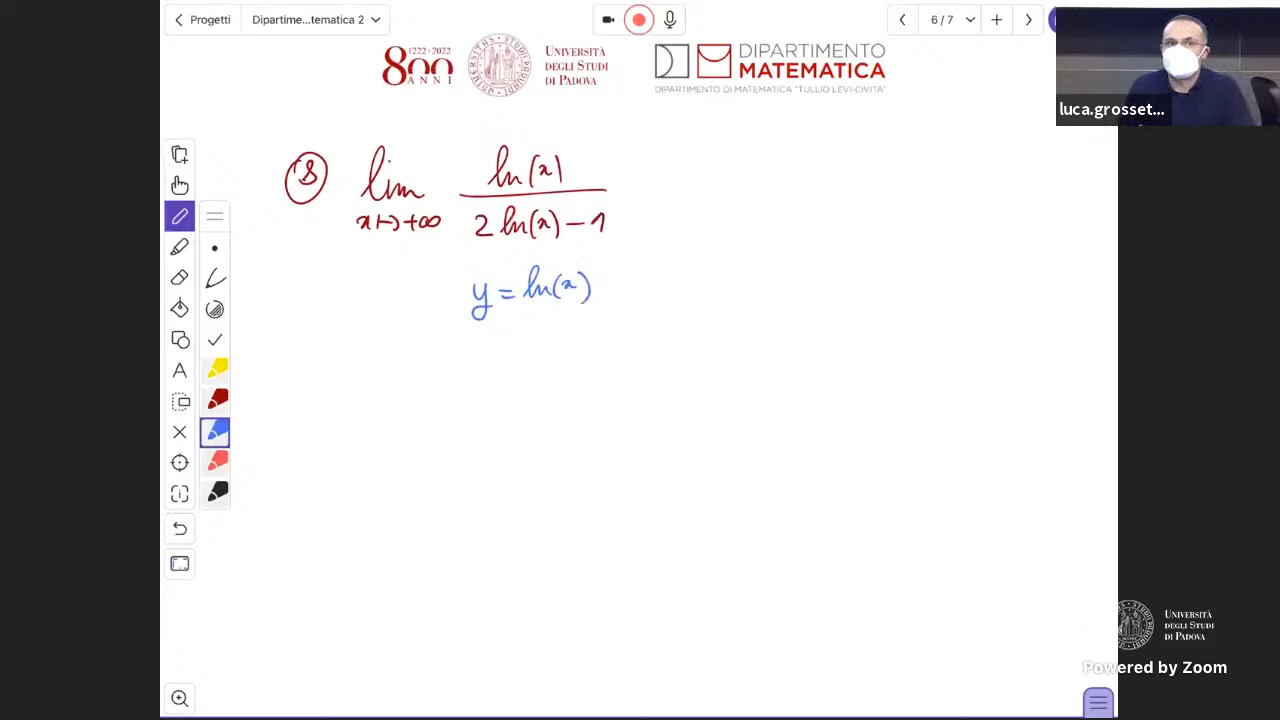 Progetti
Dipartime...tematica 2
6/7
1222·2022
800
ANNI
UNIVERSITÀ
DEGLI STUDI
DI PADOVA
DIPARTIMENTO
MATEMATICA
DIPARTIMENTO DI MATEMATICA "TULLIO LEVI-CIVITA"
luca.grosset...
lim x→+∞ ln(x) / 2 ln(x) − 1
y = ln(x)
A
UNIVERSITÀ
DEGLI STUDI
DI PADOVA
Powered by Zoom